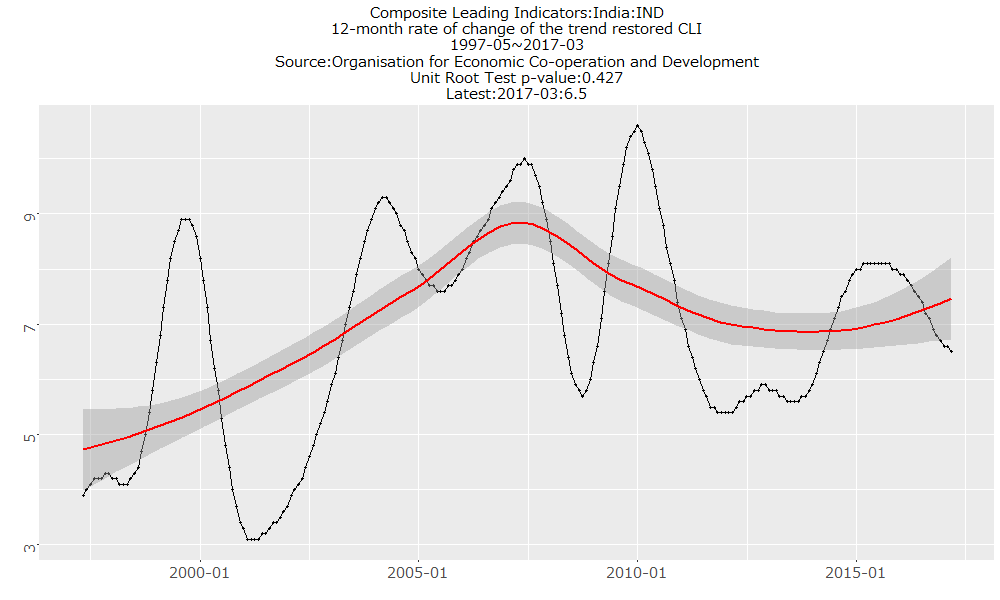 Composite Leading Indicators:India:IND
12-month rate of change of the trend restored CLI
1997-05~2017-03
Source:Organisation for Economic Co-operation and Development
Unit Root Test p-value:0.427
Latest:2017-03:6.5
9
7
5
3
2000-01 2005-01 2010-01 2015-01